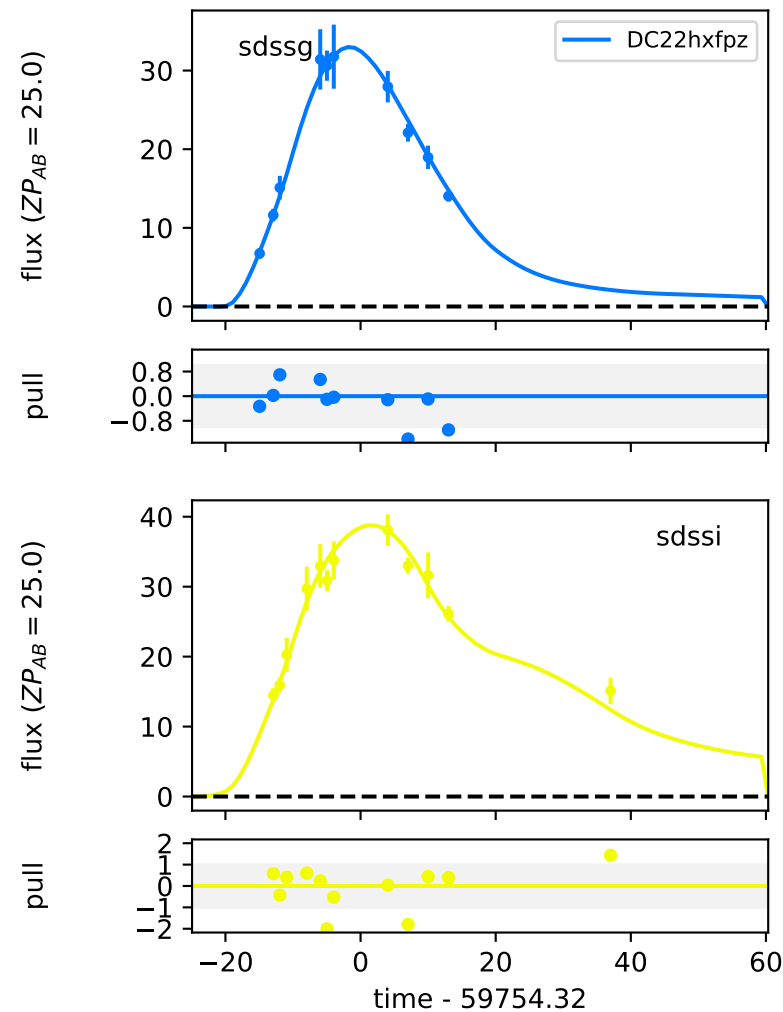 sdssg
DC22hxfpz
flux (ZP_AB = 25.0)
30
20
10
0
pull
0.8
0.0
−0.8
sdssi
flux (ZP_AB = 25.0)
40
30
20
10
0
pull
2
1
0
−1
−2
−20 0 20 40 60
time - 59754.32